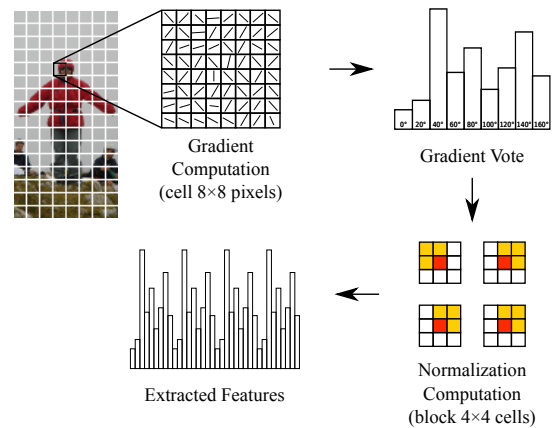 Gradient
Computation
(cell 8×8 pixels)
0° 20° 40° 60° 80° 100° 120° 140° 160°
Gradient Vote
Normalization
Computation
(block 4×4 cells)
Extracted Features